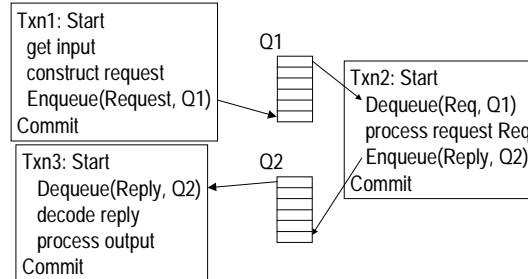 Txn1: Start
get input
construct request
Enqueue(Request, Q1)
Commit
Q1
Txn2: Start
Dequeue(Req, Q1)
process request Req
Enqueue(Reply, Q2)
Commit
Txn3: Start
Dequeue(Reply, Q2)
decode reply
process output
Commit
Q2